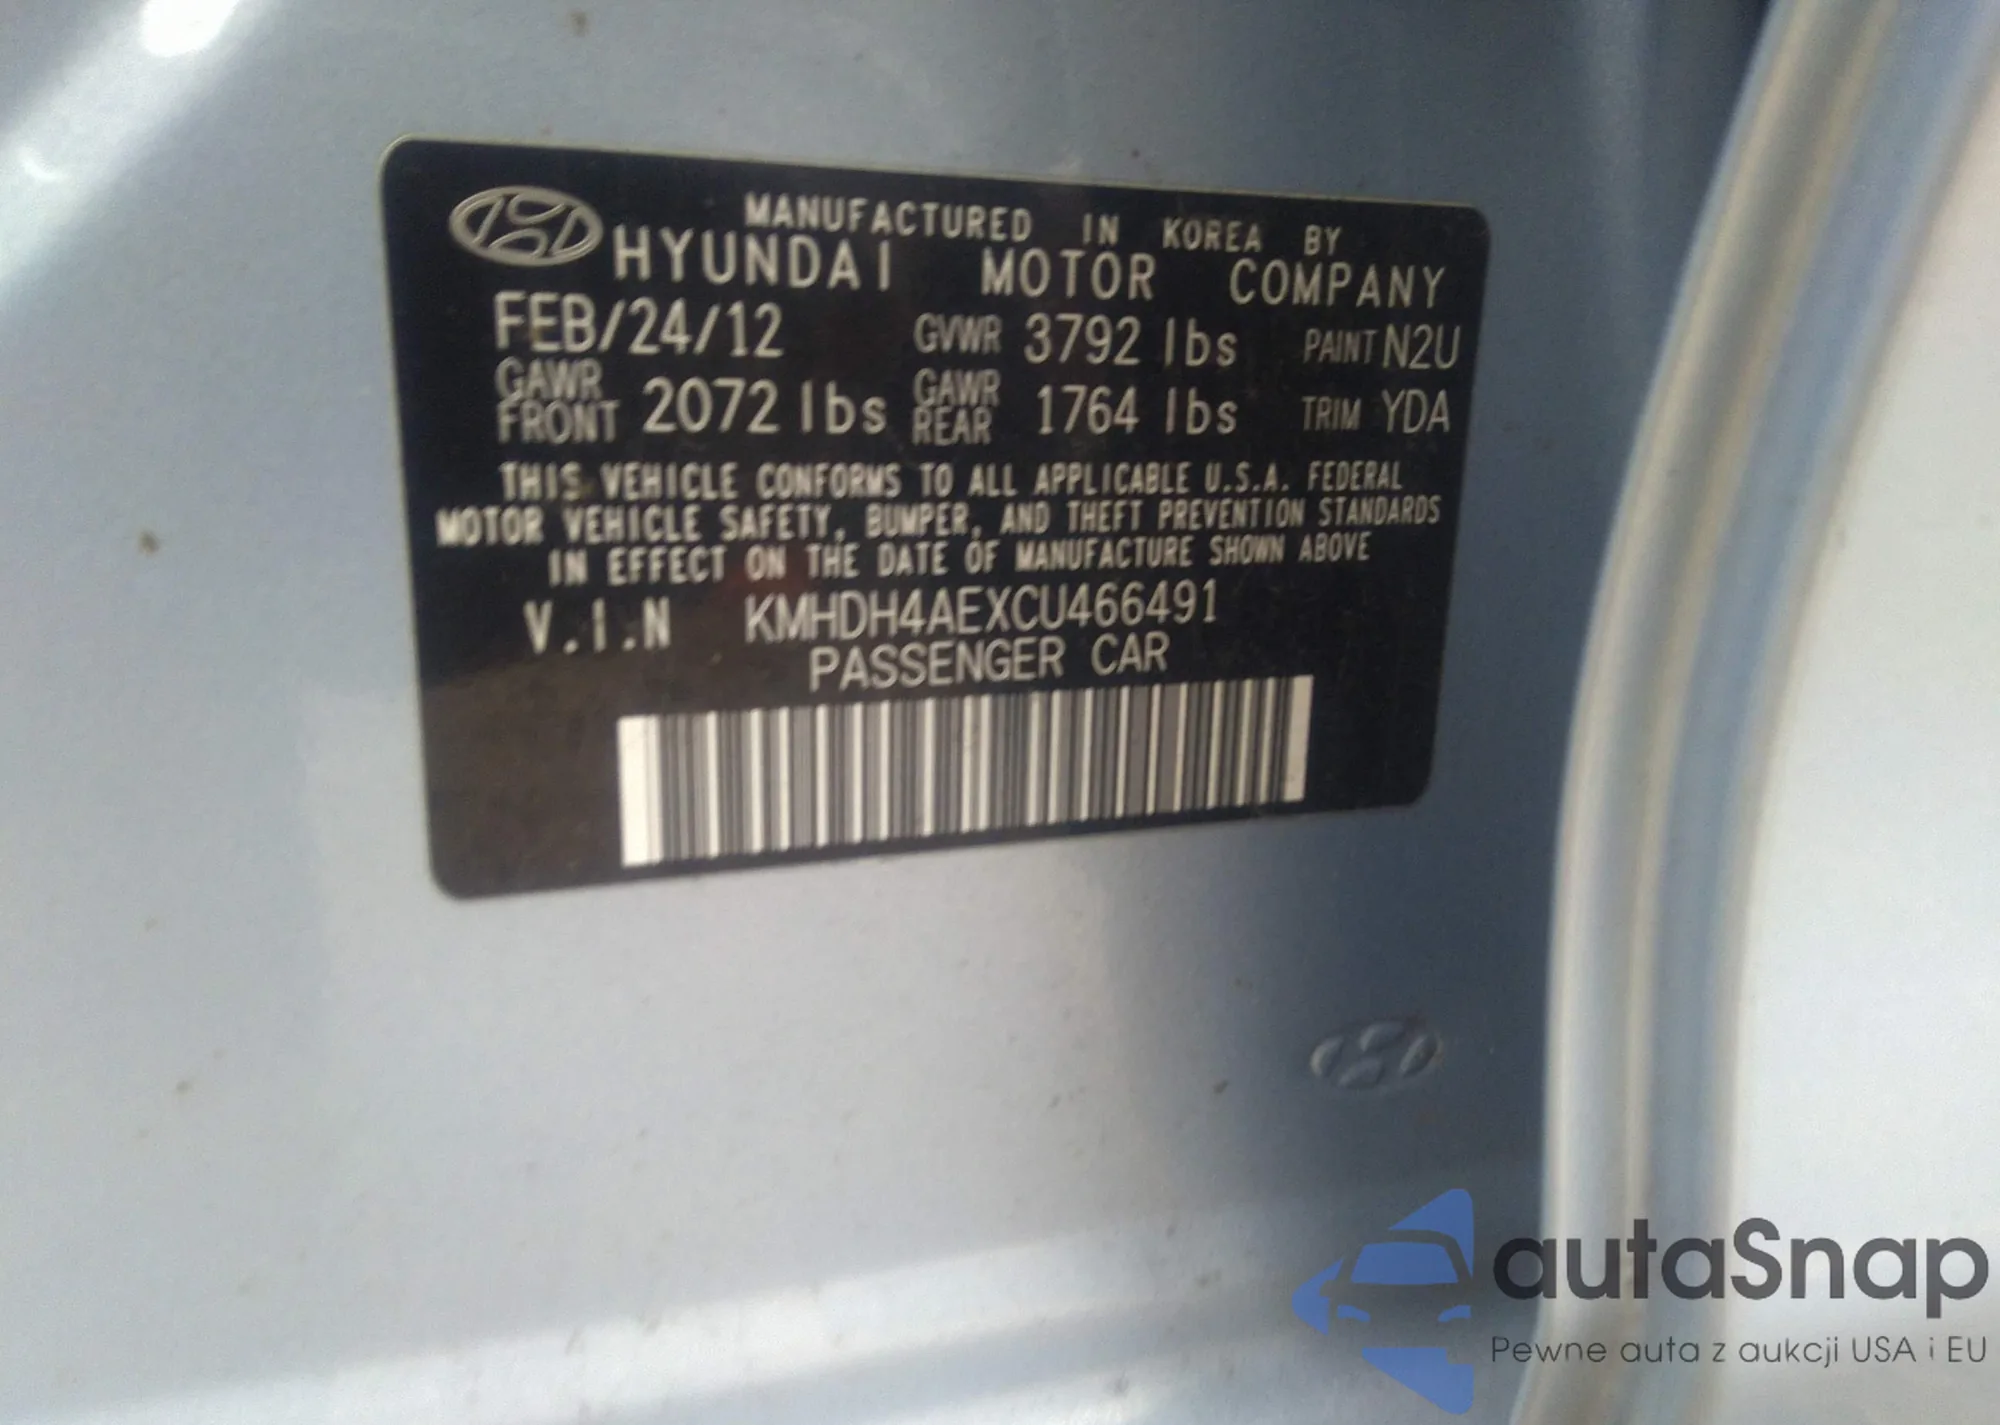 MANUFACTURED IN KOREA BY
HYUNDAI MOTOR COMPANY
FEB/24/12 GVWR 3792 lbs PAINT N2U
GAWR FRONT 2072 lbs GAWR REAR 1764 lbs TRIM YDA
THIS VEHICLE CONFORMS TO ALL APPLICABLE U.S.A. FEDERAL
MOTOR VEHICLE SAFETY, BUMPER, AND THEFT PREVENTION STANDARDS
IN EFFECT ON THE DATE OF MANUFACTURE SHOWN ABOVE
V.I.N KMHDH4AEXCU466491
PASSENGER CAR
autaSnap
Pewne auta z aukcji USA i EU